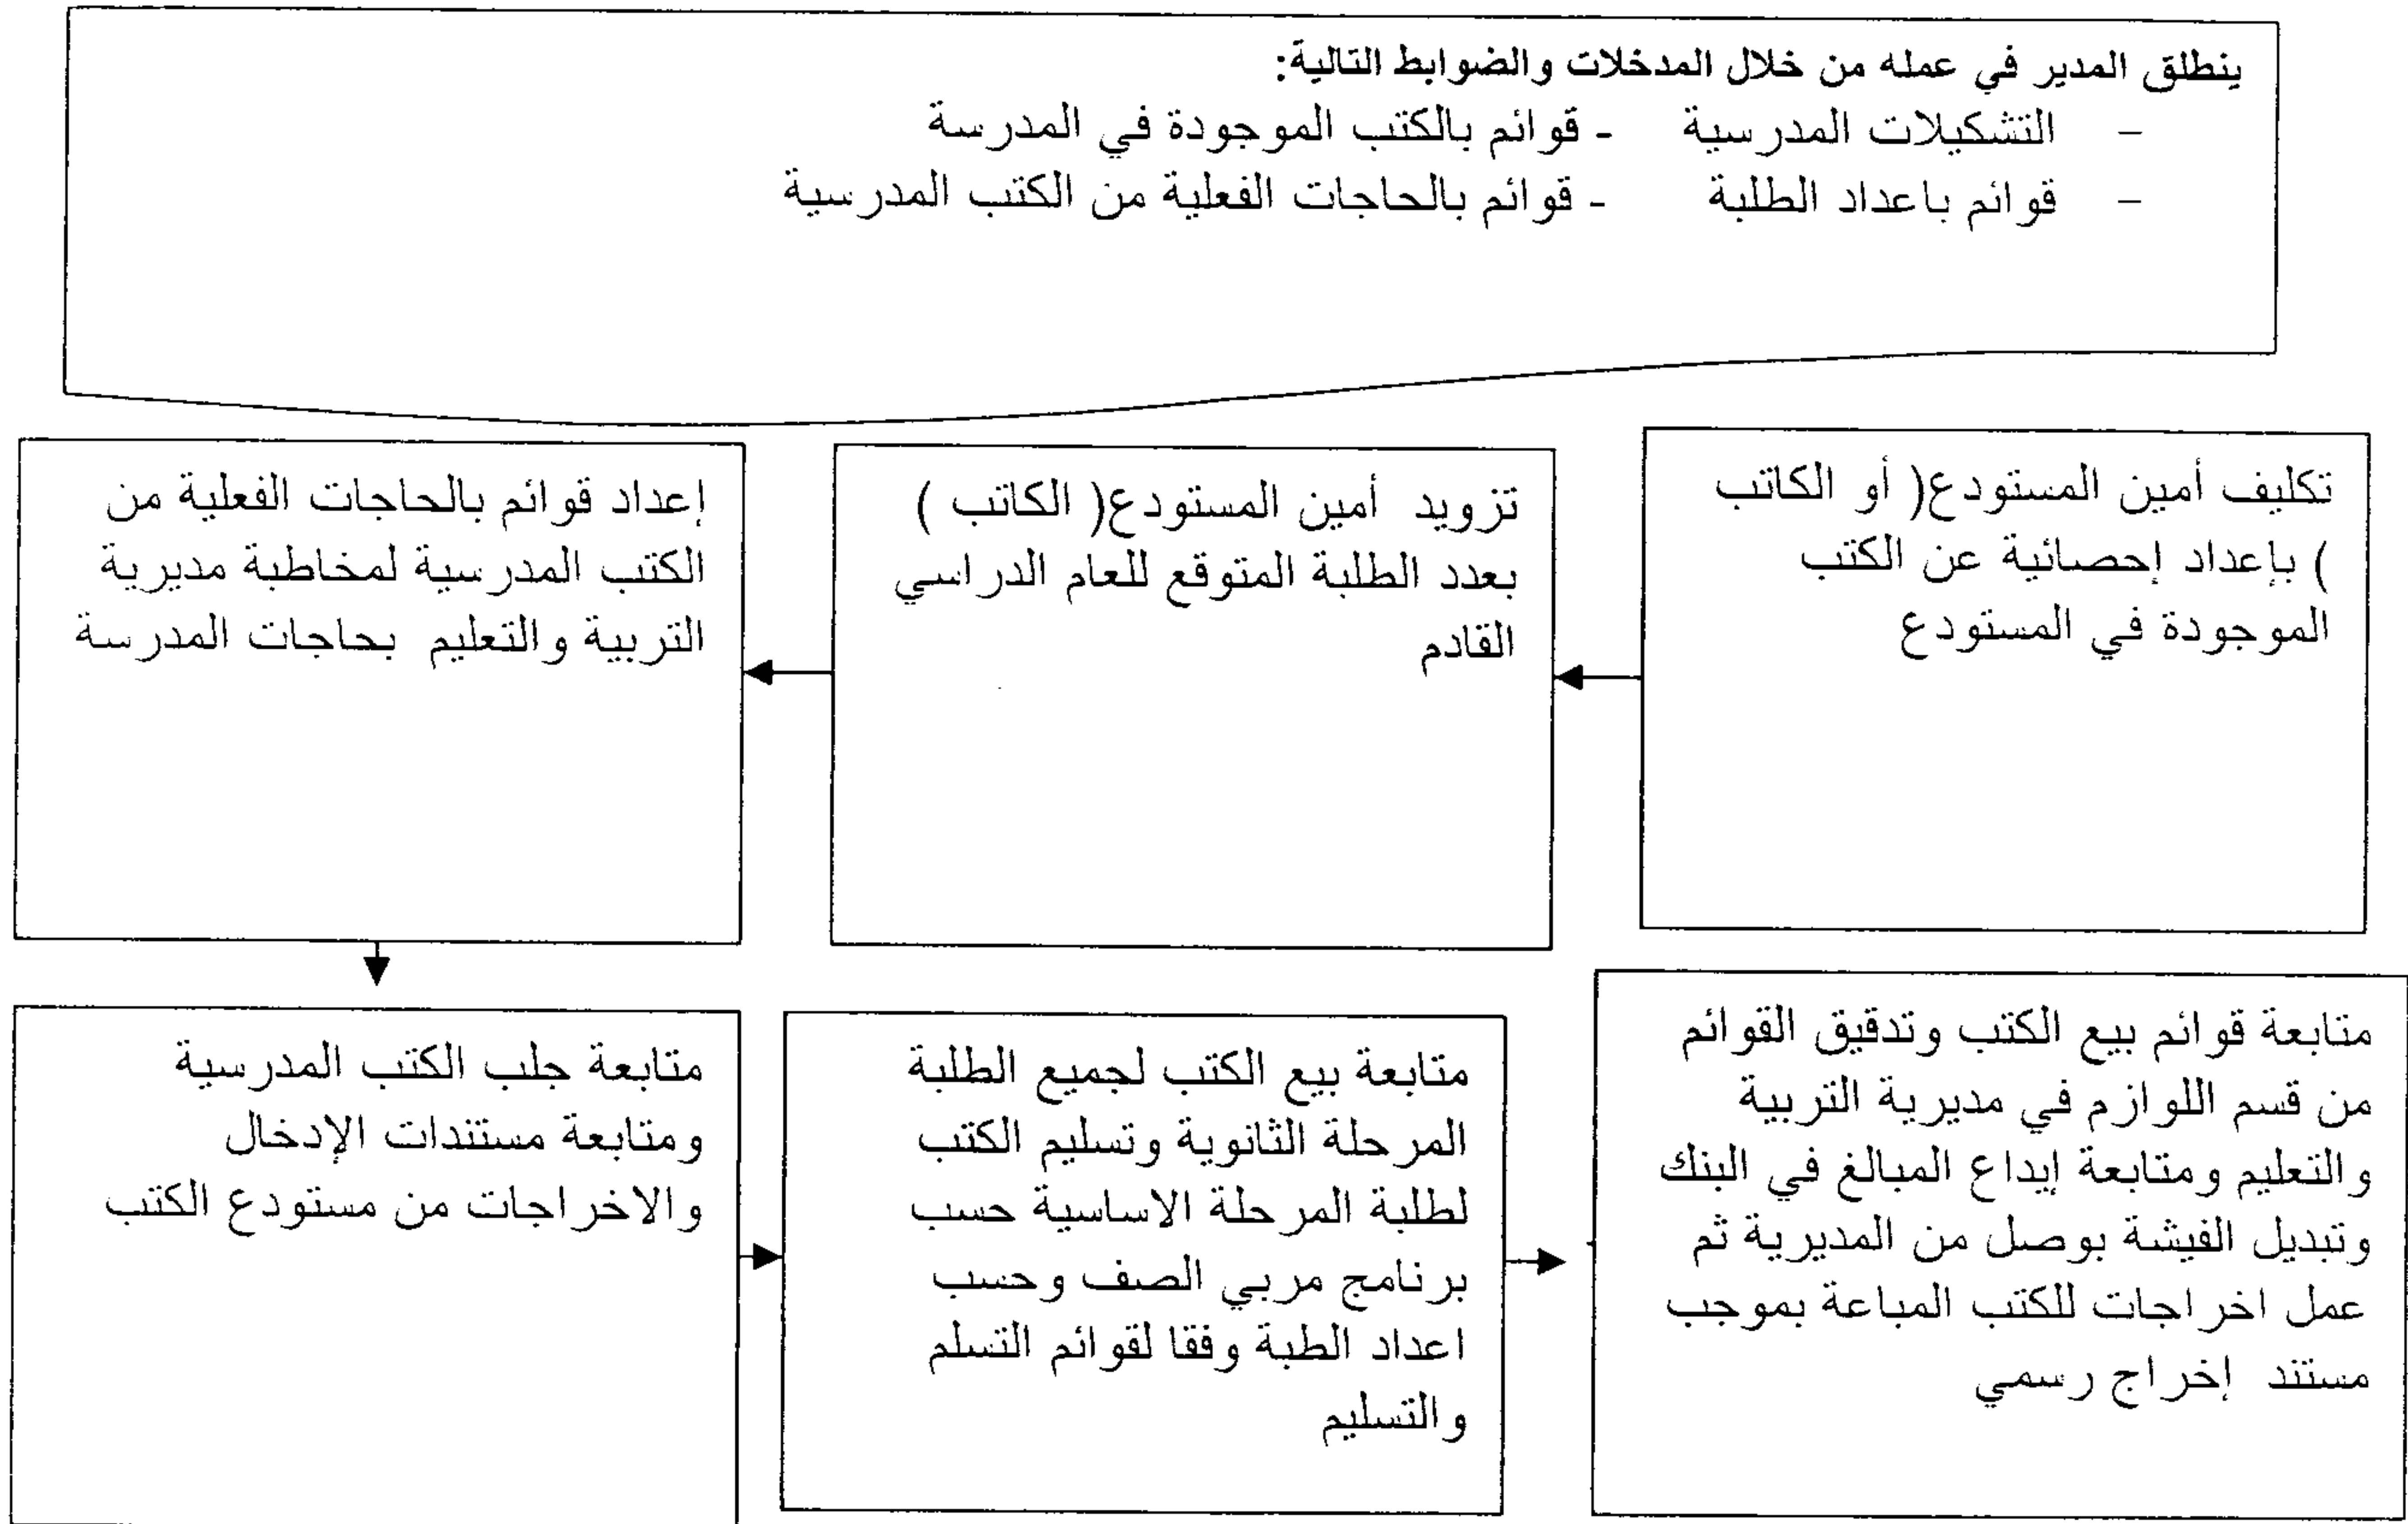 ينطلق المدير في عمله من خلال المدخلات والضوابط التالية:
– التشكيلات المدرسية - قوائم بالكتب الموجودة في المدرسة
– قوائم باعداد الطلبة - قوائم بالحاجات الفعلية من الكتب المدرسية
تكليف أمين المستودع( أو الكاتب
) بإعداد إحصائية عن الكتب
الموجودة في المستودع
تزويد أمين المستودع( الكاتب )
بعدد الطلبة المتوقع للعام الدراسي
القادم
إعداد قوائم بالحاجات الفعلية من
الكتب المدرسية لمخاطبة مديرية
التربية والتعليم بحاجات المدرسة
متابعة جلب الكتب المدرسية
ومتابعة مستندات الإدخال
والاخراجات من مستودع الكتب
متابعة بيع الكتب لجميع الطلبة
المرحلة الثانوية وتسليم الكتب
لطلبة المرحلة الاساسية حسب
برنامج مربي الصف وحسب
اعداد الطبة وفقا لقوائم التسلم
والتسليم
متابعة قوائم بيع الكتب وتدقيق القوائم
من قسم اللوازم في مديرية التربية
والتعليم ومتابعة إيداع المبالغ في البنك
وتبديل الفيشة بوصل من المديرية ثم
عمل اخراجات للكتب المباعة بموجب
مستند إخراج رسمي